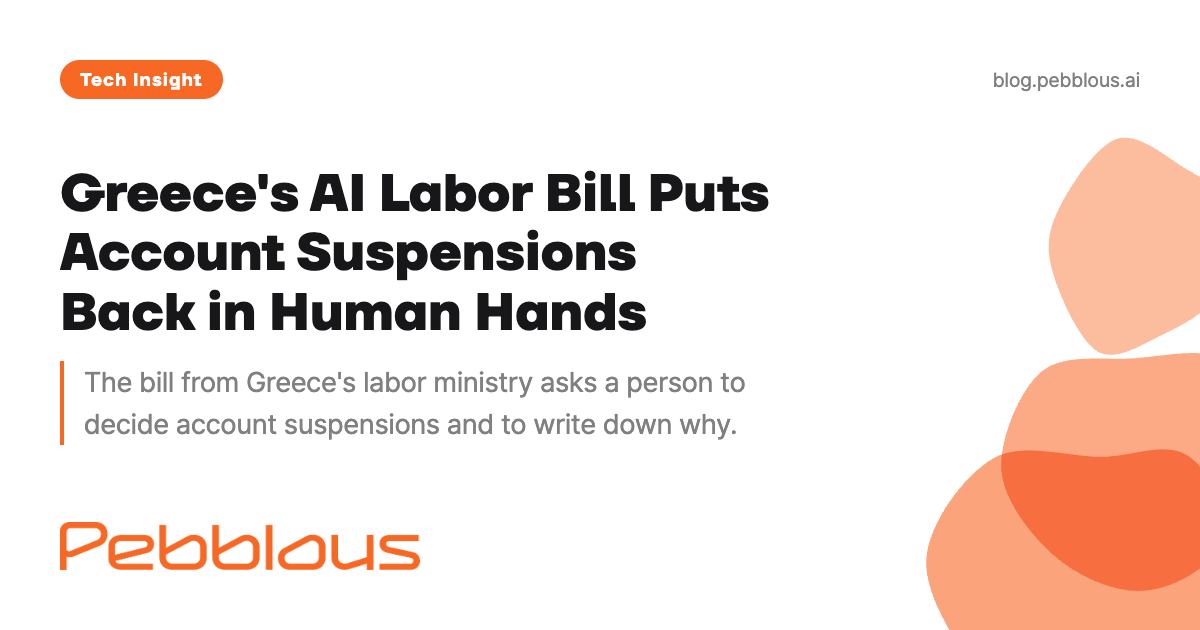 Tech Insight
blog.pebblous.ai
Greece's AI Labor Bill Puts
Account Suspensions
Back in Human Hands
The bill from Greece's labor ministry asks a person to
decide account suspensions and to write down why.
Pebblous